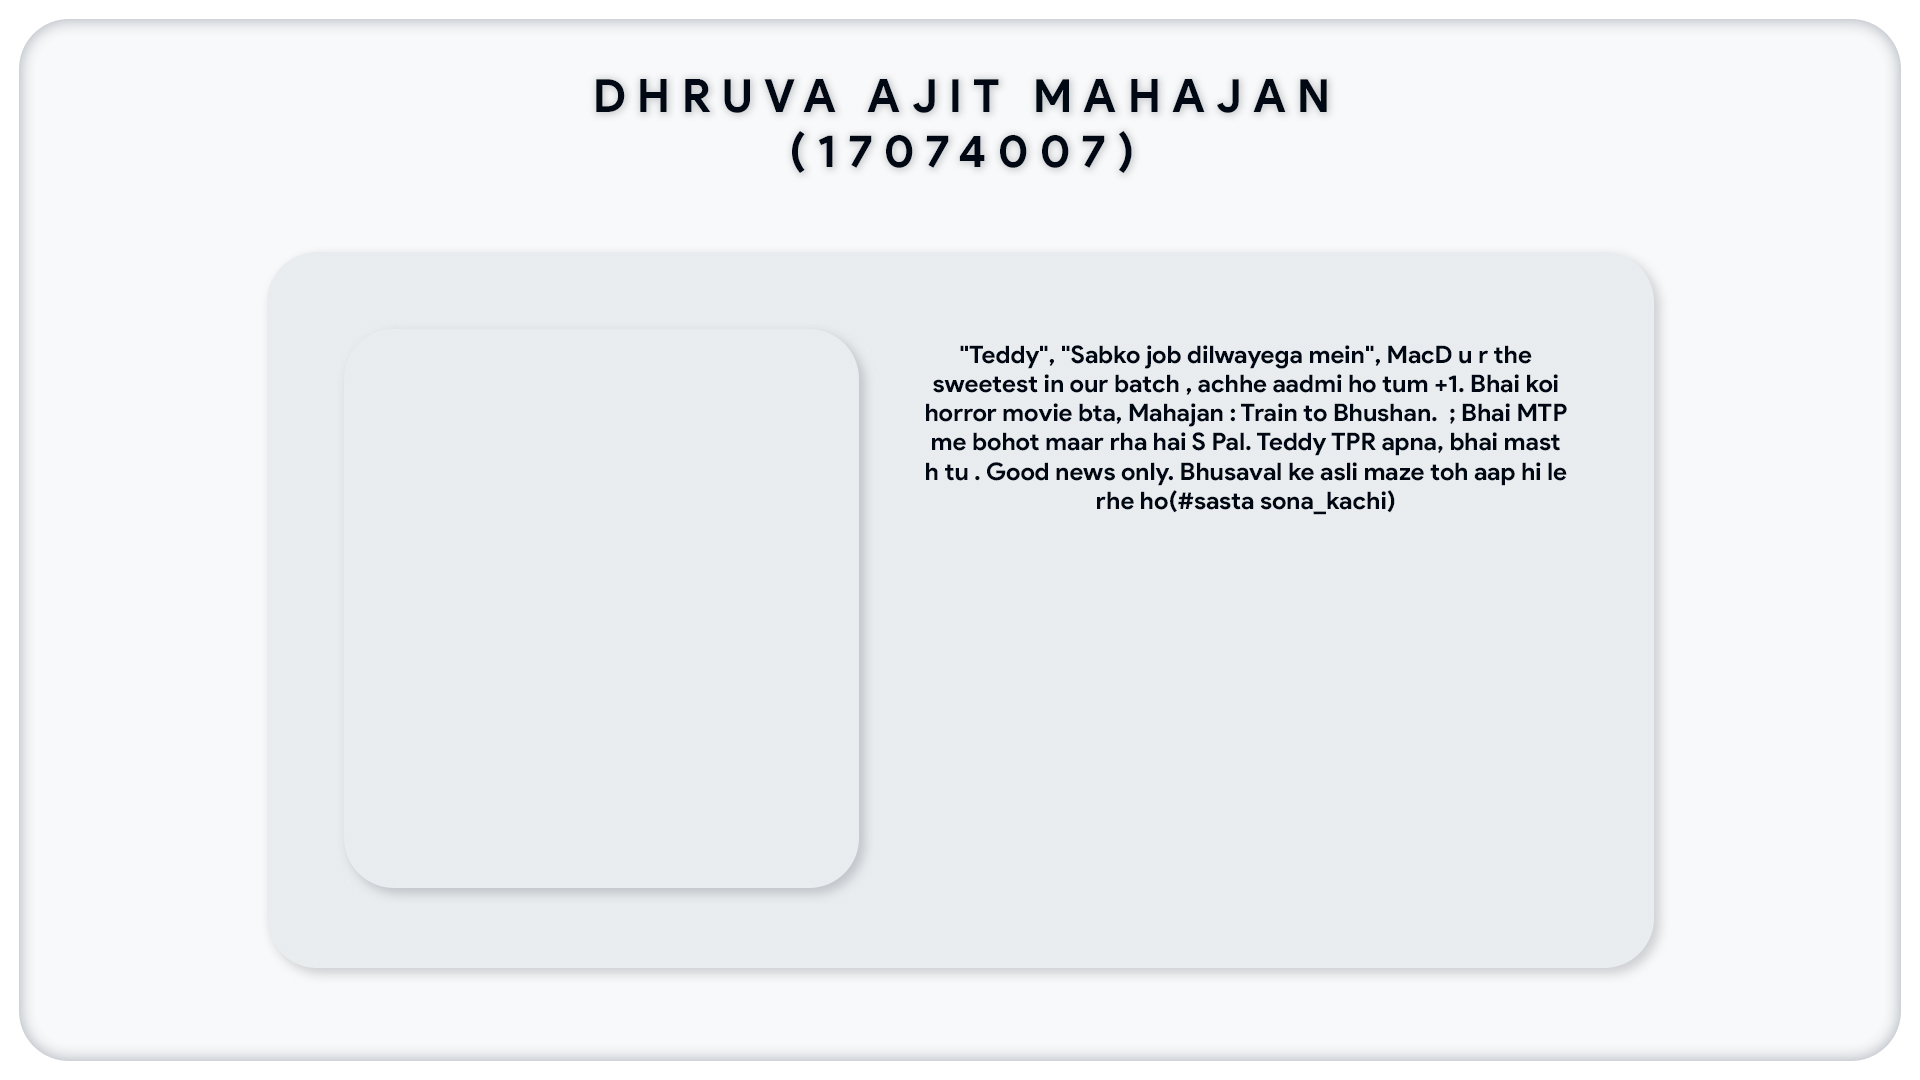 DHRUVA AJIT MAHAJAN
(17074007)
"Teddy", "Sabko job dilwayega mein", MacD u r the
sweetest in our batch , achhe aadmi ho tum +1. Bhai koi
horror movie bta, Mahajan : Train to Bhushan.  ; Bhai MTP
me bohot maar rha hai S Pal. Teddy TPR apna, bhai mast
h tu . Good news only. Bhusaval ke asli maze toh aap hi le
rhe ho(#sasta sona_kachi)